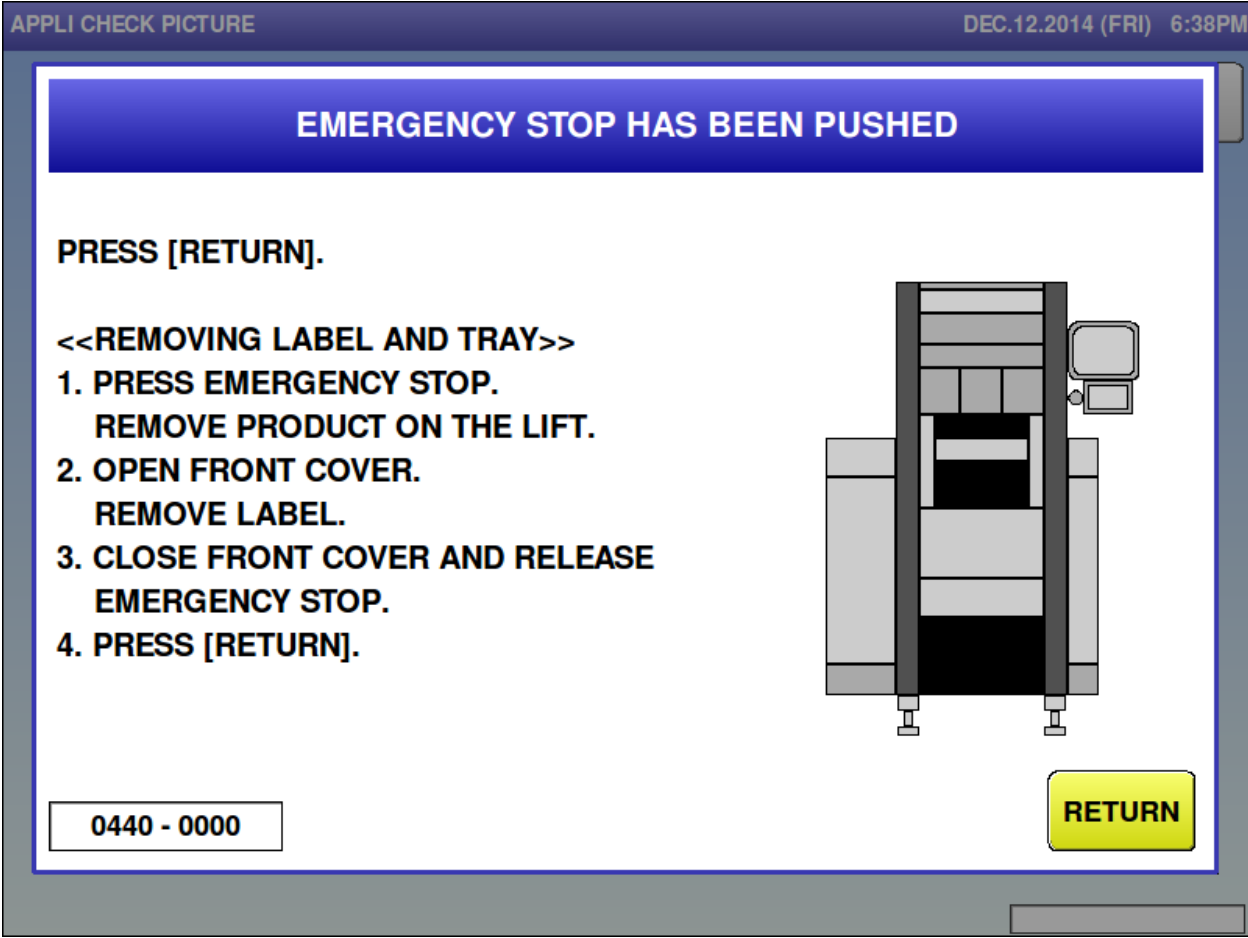 APPLI CHECK PICTURE
DEC.12.2014 (FRI) 6:38PM
EMERGENCY STOP HAS BEEN PUSHED
PRESS [RETURN].
<<REMOVING LABEL AND TRAY>>
1. PRESS EMERGENCY STOP.
REMOVE PRODUCT ON THE LIFT.
2. OPEN FRONT COVER.
REMOVE LABEL.
3. CLOSE FRONT COVER AND RELEASE
EMERGENCY STOP.
4. PRESS [RETURN].
0440 - 0000
RETURN